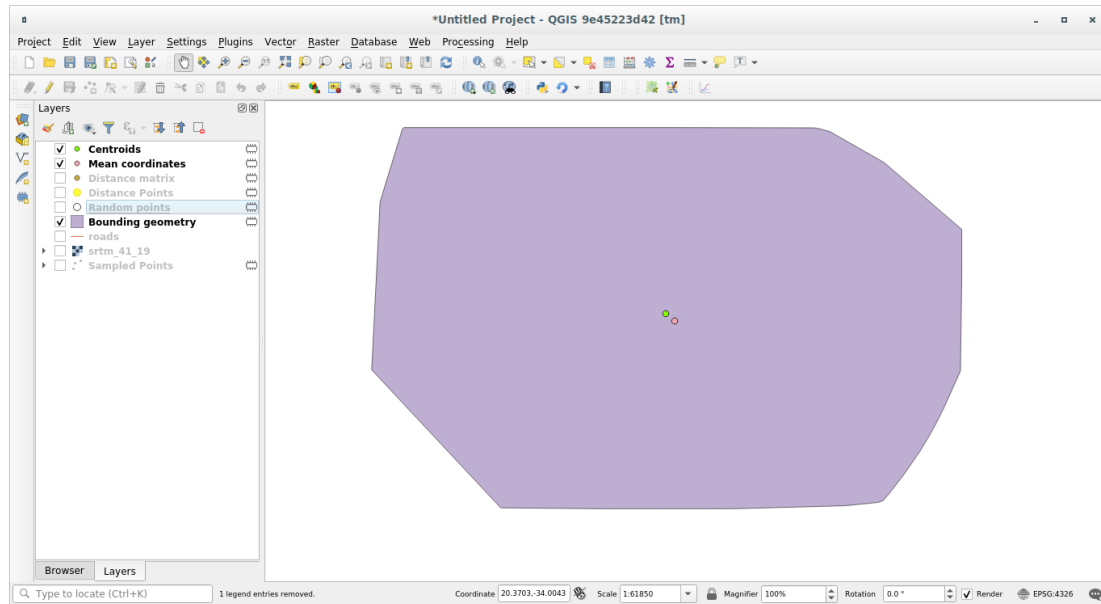 *Untitled Project - QGIS 9e45223d42 [tm]
Project Edit View Layer Settings Plugins Vector Raster Database Web Processing Help
Layers
Centroids
Mean coordinates
Distance matrix
Distance Points
Random points
Bounding geometry
roads
srtm_41_19
Sampled Points
Browser Layers
Type to locate (Ctrl+K) 1 legend entries removed. Coordinate 20.3703,-34.0043 Scale 1:61850 Magnifier 100% Rotation 0.0 ° Render EPSG:4326